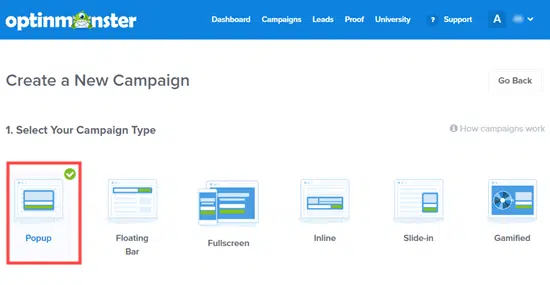 optinmonster Dashboard Campaigns Leads Proof University ? Support A
Create a New Campaign Go Back
1. Select Your Campaign Type How campaigns work
Popup Floating Bar Fullscreen Inline Slide-in Gamified